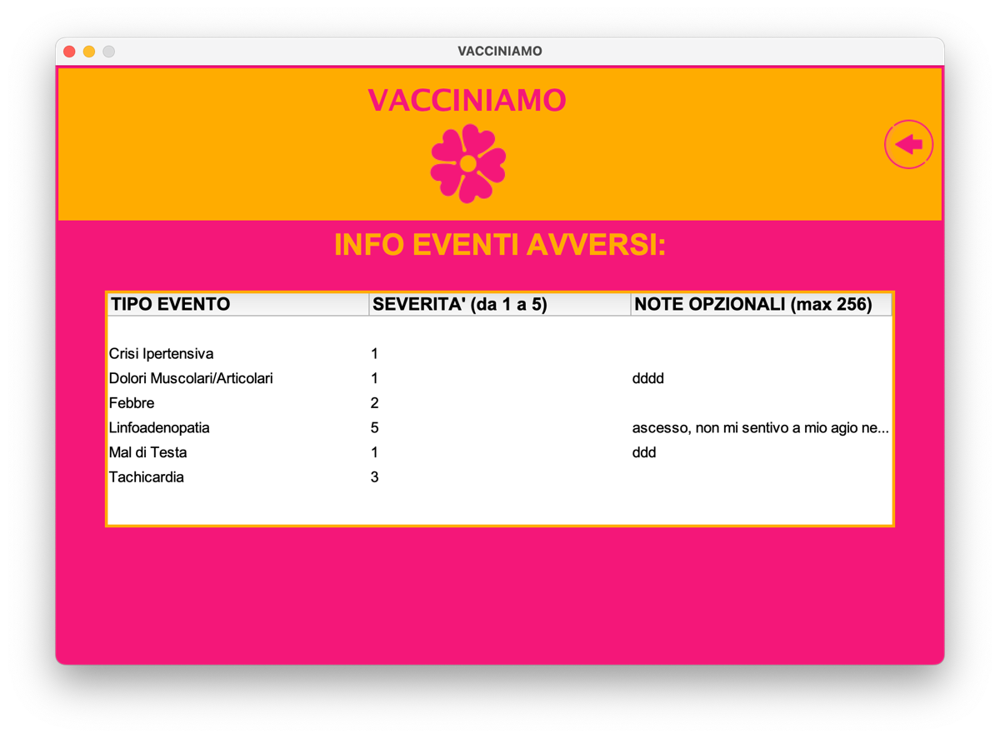 VACCINIAMO
VACCINIAMO
INFO EVENTI AVVERSI:
TIPO EVENTO SEVERITA' (da 1 a 5) NOTE OPZIONALI (max 256)
Crisi Ipertensiva 1
Dolori Muscolari/Articolari 1 dddd
Febbre 2
Linfoadenopatia 5 ascesso, non mi sentivo a mio agio ne...
Mal di Testa 1 ddd
Tachicardia 3